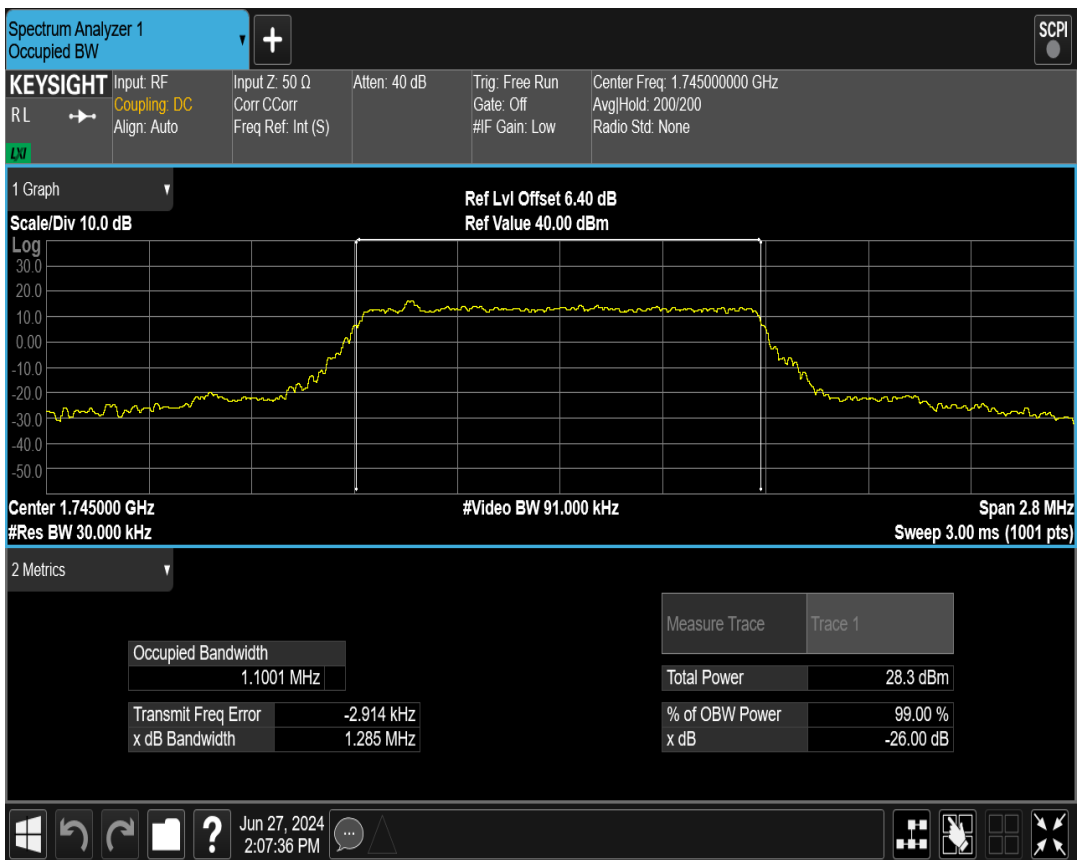 Spectrum Analyzer 1
Occupied BW
SCPI
KEYSIGHT
RL
LXI
Input: RF
Coupling: DC
Align: Auto
Input Z: 50 Ω
Corr CCorr
Freq Ref: Int (S)
Atten: 40 dB
Trig: Free Run
Gate: Off
#IF Gain: Low
Center Freq: 1.745000000 GHz
Avg|Hold: 200/200
Radio Std: None
1 Graph
Ref Lvl Offset 6.40 dB
Scale/Div 10.0 dB
Ref Value 40.00 dBm
Log
30.0
20.0
10.0
0.00
-10.0
-20.0
-30.0
-40.0
-50.0
Center 1.745000 GHz
#Video BW 91.000 kHz
Span 2.8 MHz
#Res BW 30.000 kHz
Sweep 3.00 ms (1001 pts)
2 Metrics
Measure Trace Trace 1
Occupied Bandwidth
1.1001 MHz
Total Power 28.3 dBm
Transmit Freq Error -2.914 kHz
% of OBW Power 99.00 %
x dB Bandwidth 1.285 MHz
x dB -26.00 dB
?
Jun 27, 2024
2:07:36 PM